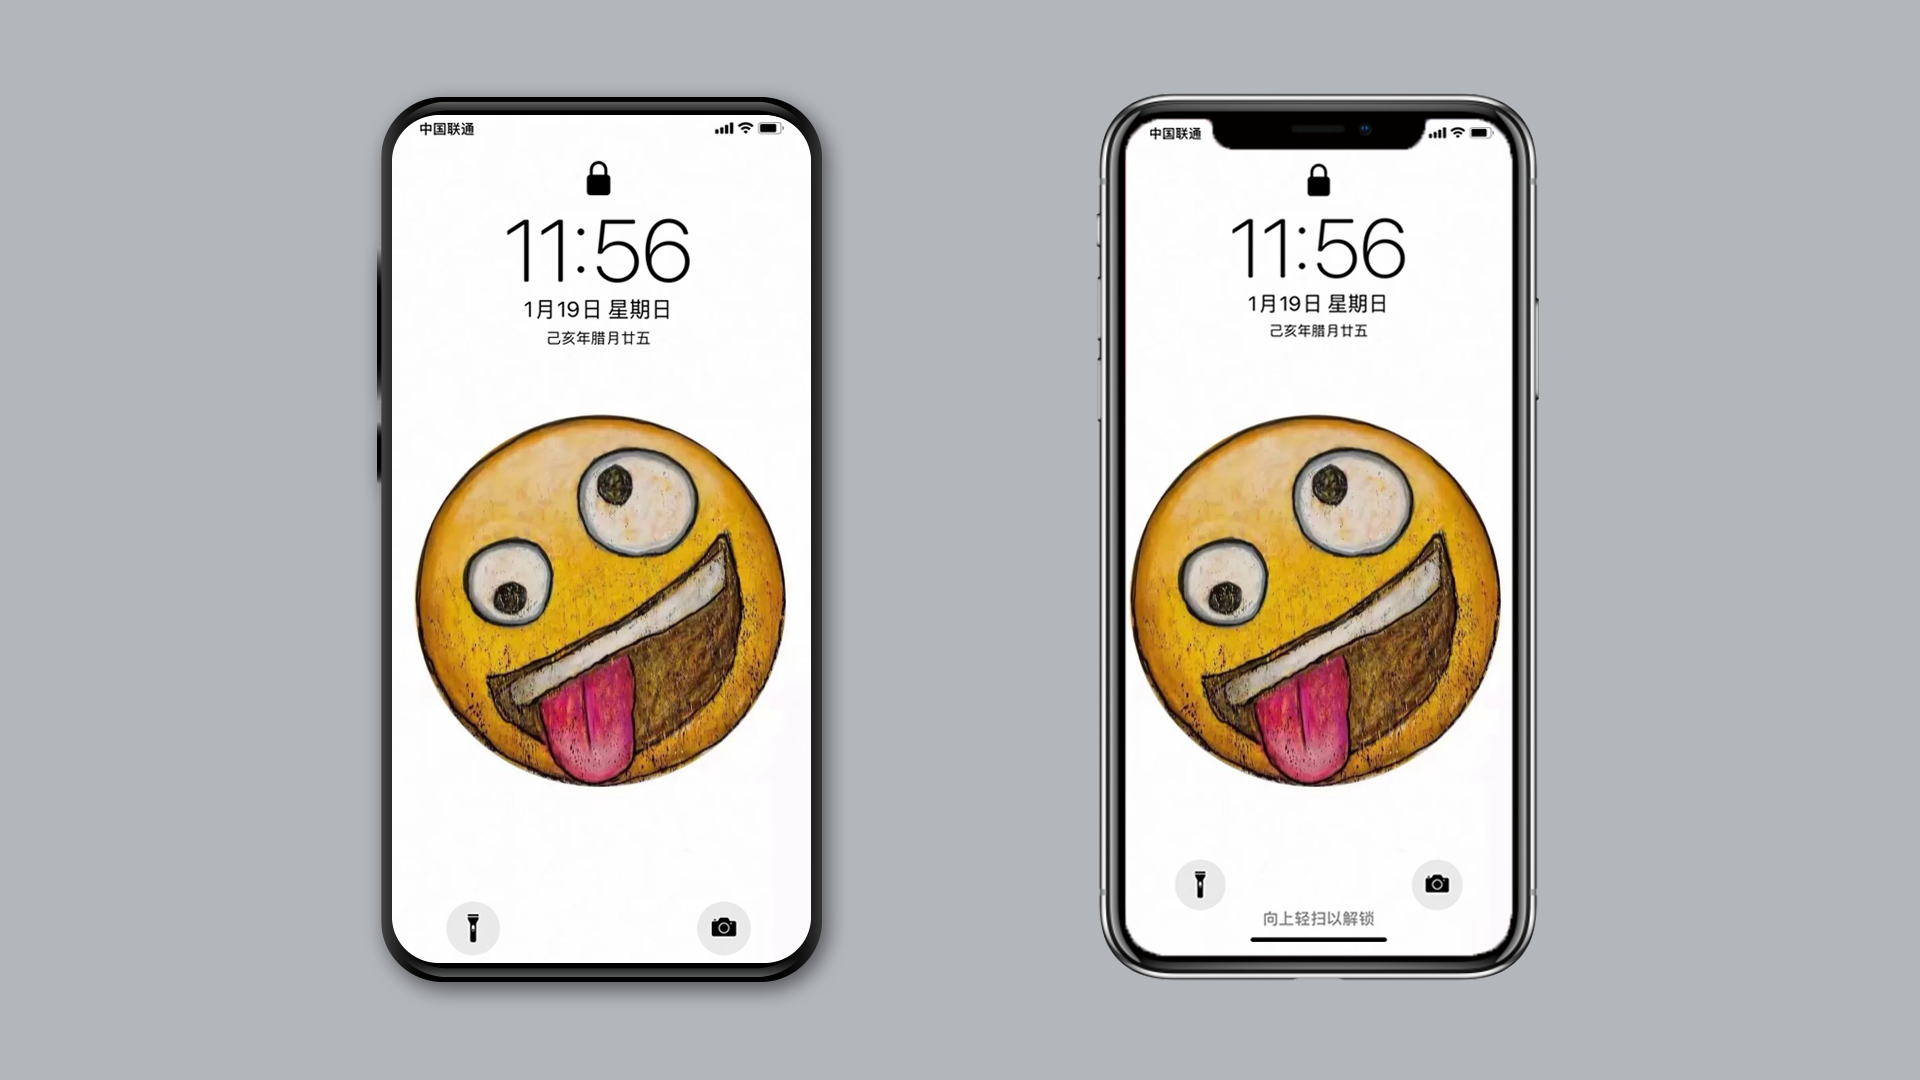 中国联通
11:56
1月19日 星期日
己亥年腊月廿五
中国联通
11:56
1月19日 星期日
己亥年腊月廿五
向上轻扫以解锁